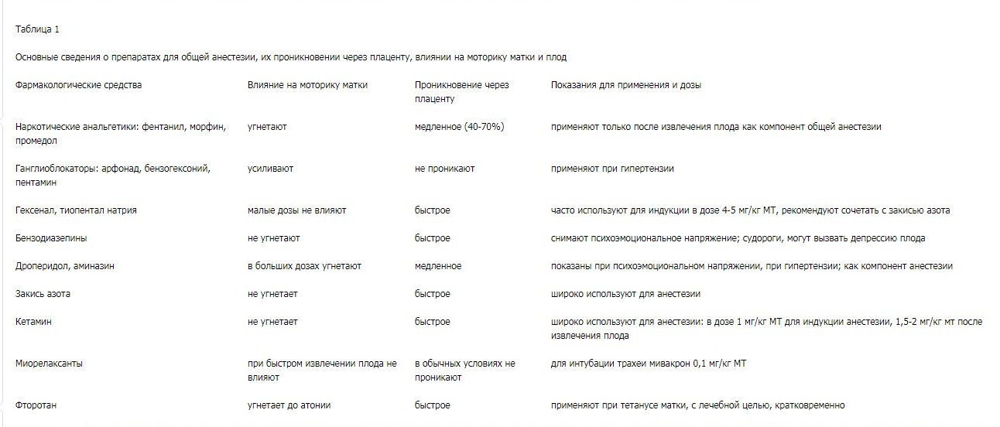 Таблица 1
Основные сведения о препаратах для общей анестезии, их проникновении через плаценту, влиянии на моторику матки и плод
Фармакологические средства Влияние на моторику матки Проникновение через Показания для применения и дозы
плаценту
Наркотические анальгетики: фентанил, морфин, угнетают медленное (40-70%) применяют только после извлечения плода как компонент общей анестезии
промедол
Ганглиоблокаторы: арфонад, бензогексоний, усиливают не проникают применяют при гипертензии
пентамин
Гексенал, тиопентал натрия малые дозы не влияют быстрое часто используют для индукции в дозе 4-5 мг/кг МТ, рекомендуют сочетать с закисью азота
Бензодиазепины не угнетают быстрое снимают психоэмоциональное напряжение; судороги, могут вызвать депрессию плода
Дроперидол, аминазин в больших дозах угнетают медленное показаны при психоэмоциональном напряжении, при гипертензии; как компонент анестезии
Закись азота не угнетает быстрое широко используют для анестезии
Кетамин не угнетает быстрое широко используют для анестезии: в дозе 1 мг/кг МТ для индукции анестезии, 1,5-2 мг/кг мт после
извлечения плода
Миорелаксанты при быстром извлечении плода не в обычных условиях не для интубации трахеи мивакрон 0,1 мг/кг МТ
влияют проникают
Фторотан угнетает до атонии быстрое применяют при тетанусе матки, с лечебной целью, кратковременно